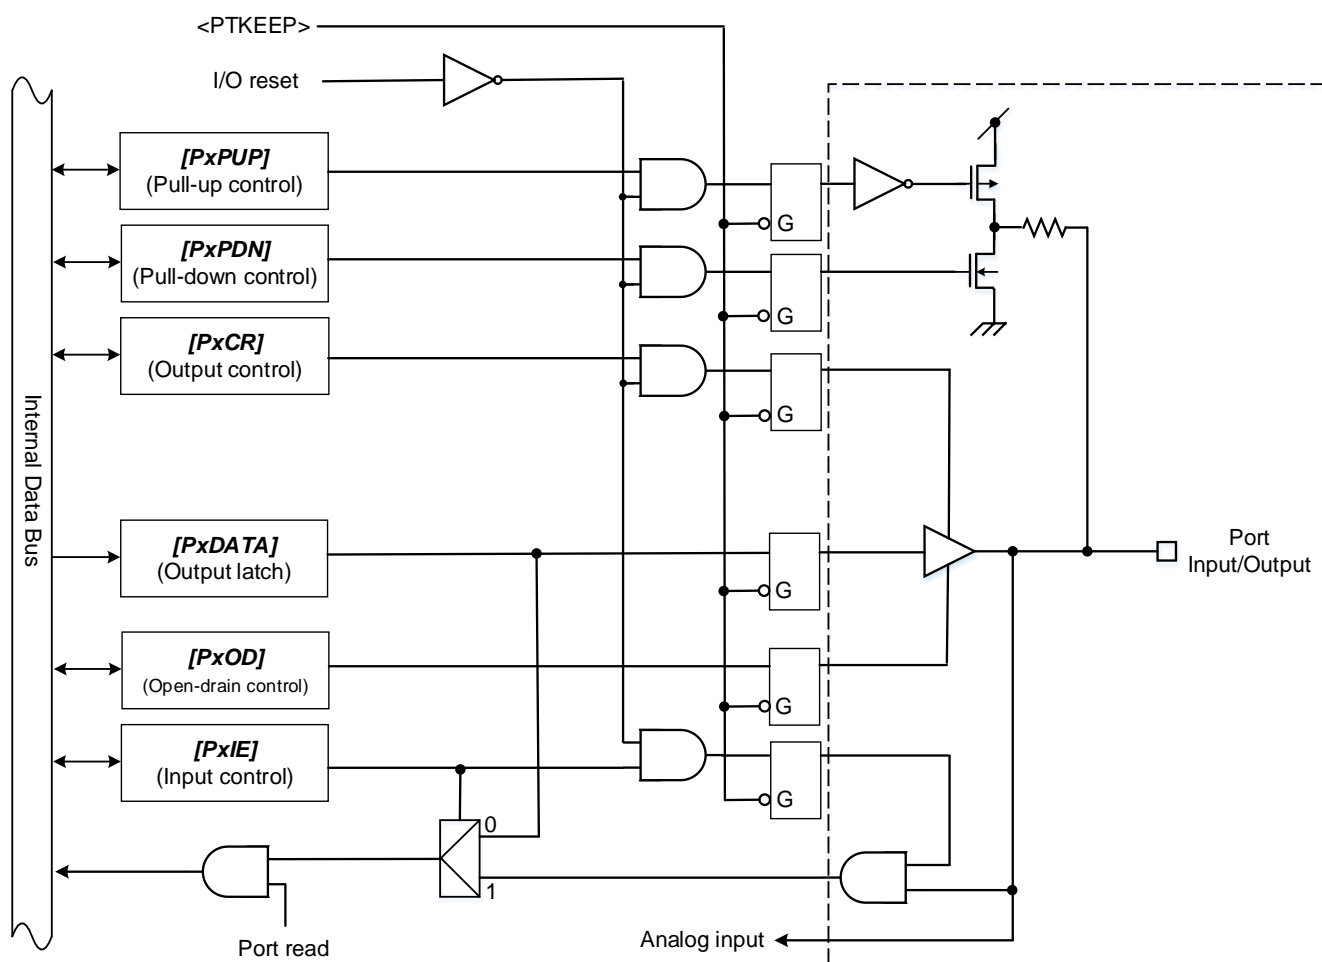 <PTKEEP>
I/O reset
[PxPUP]
(Pull-up control)
G
[PxPDN]
(Pull-down control)
G
[PxCR]
(Output control)
G
Internal Data Bus
[PxDATA]
(Output latch)
G
Port
Input/Output
[PxOD]
(Open-drain control)
G
[PxIE]
(Input control)
G
0
1
Port read
Analog input